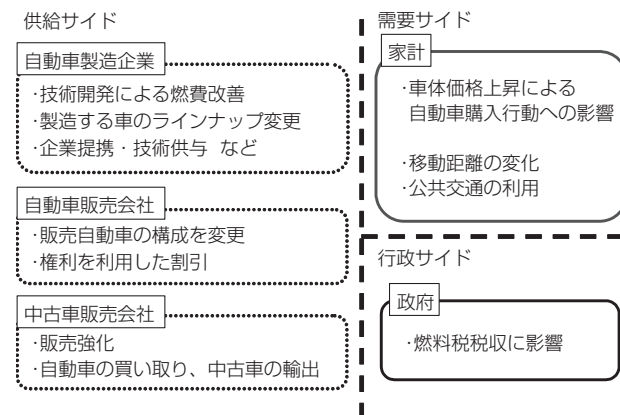 供給サイド
自動車製造企業
・技術開発による燃費改善
・製造する車のラインナップ変更
・企業提携・技術供与 など
自動車販売会社
・販売自動車の構成を変更
・権利を利用した割引
中古車販売会社
・販売強化
・自動車の買い取り、中古車の輸出
需要サイド
家計
・車体価格上昇による
自動車購入行動への影響
・移動距離の変化
・公共交通の利用
行政サイド
政府
・燃料税税収に影響